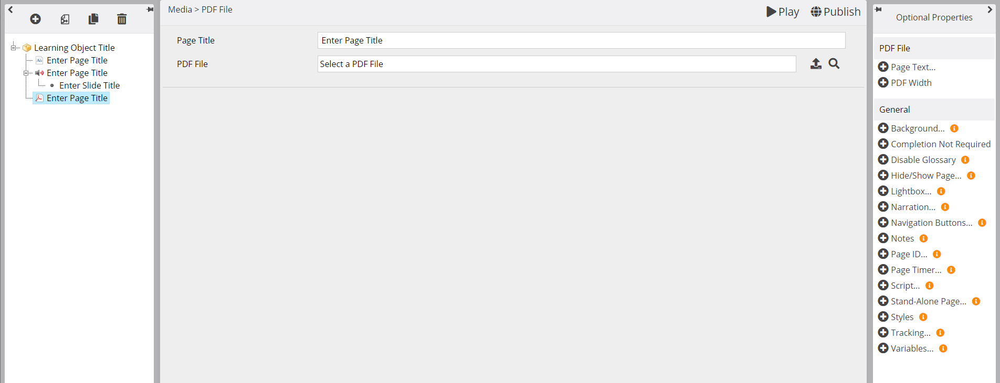 Learning Object Title
Enter Page Title
Enter Page Title
Enter Slide Title
Enter Page Title
Media > PDF File
Play
Publish
Page Title
Enter Page Title
PDF File
Select a PDF File
Optional Properties
PDF File
Page Text...
PDF Width
General
Background...
Completion Not Required
Disable Glossary
Hide/Show Page...
Lightbox...
Narration...
Navigation Buttons...
Notes
Page ID...
Page Timer...
Script...
Stand-Alone Page...
Styles
Tracking...
Variables...